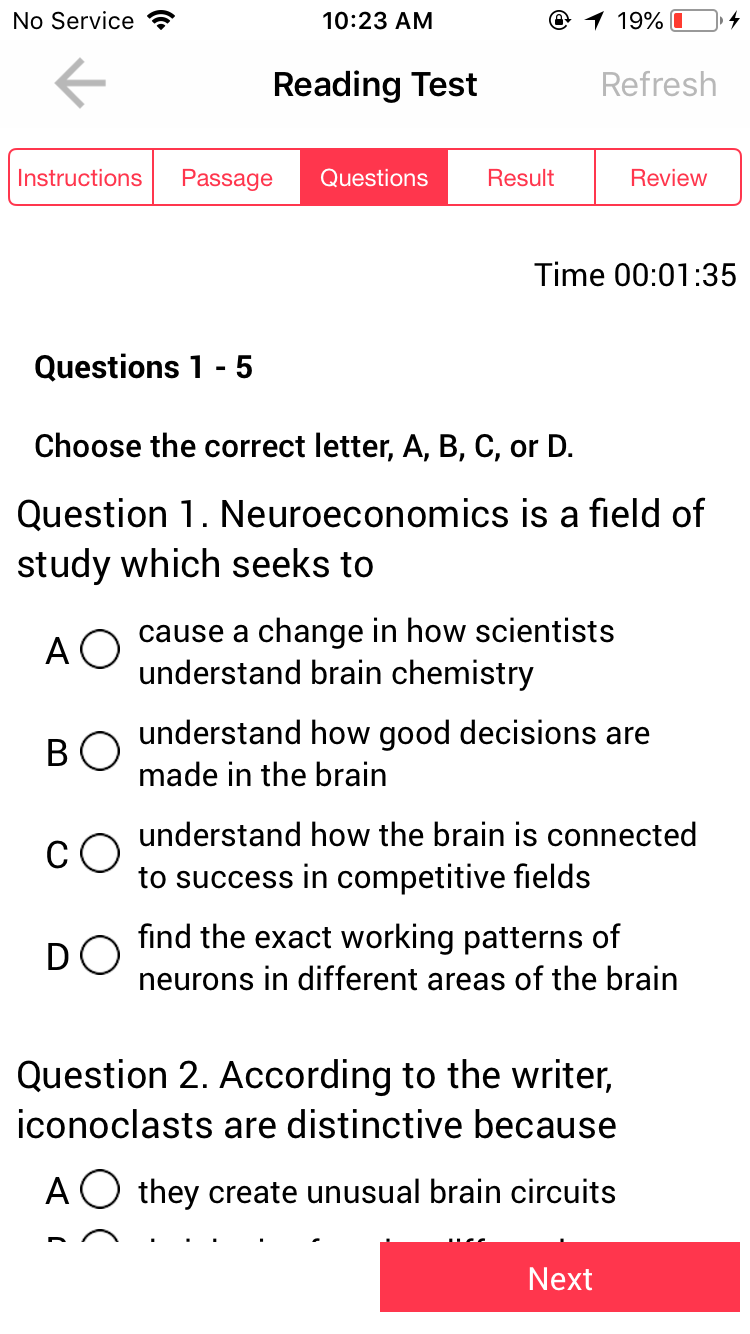 No Service 10:23 AM 19%
Reading Test Refresh
Instructions Passage Questions Result Review
Time 00:01:35
Questions 1 - 5
Choose the correct letter, A, B, C, or D.
Question 1. Neuroeconomics is a field of
study which seeks to
A cause a change in how scientists
understand brain chemistry
B understand how good decisions are
made in the brain
C understand how the brain is connected
to success in competitive fields
D find the exact working patterns of
neurons in different areas of the brain
Question 2. According to the writer,
iconoclasts are distinctive because
A they create unusual brain circuits
Next